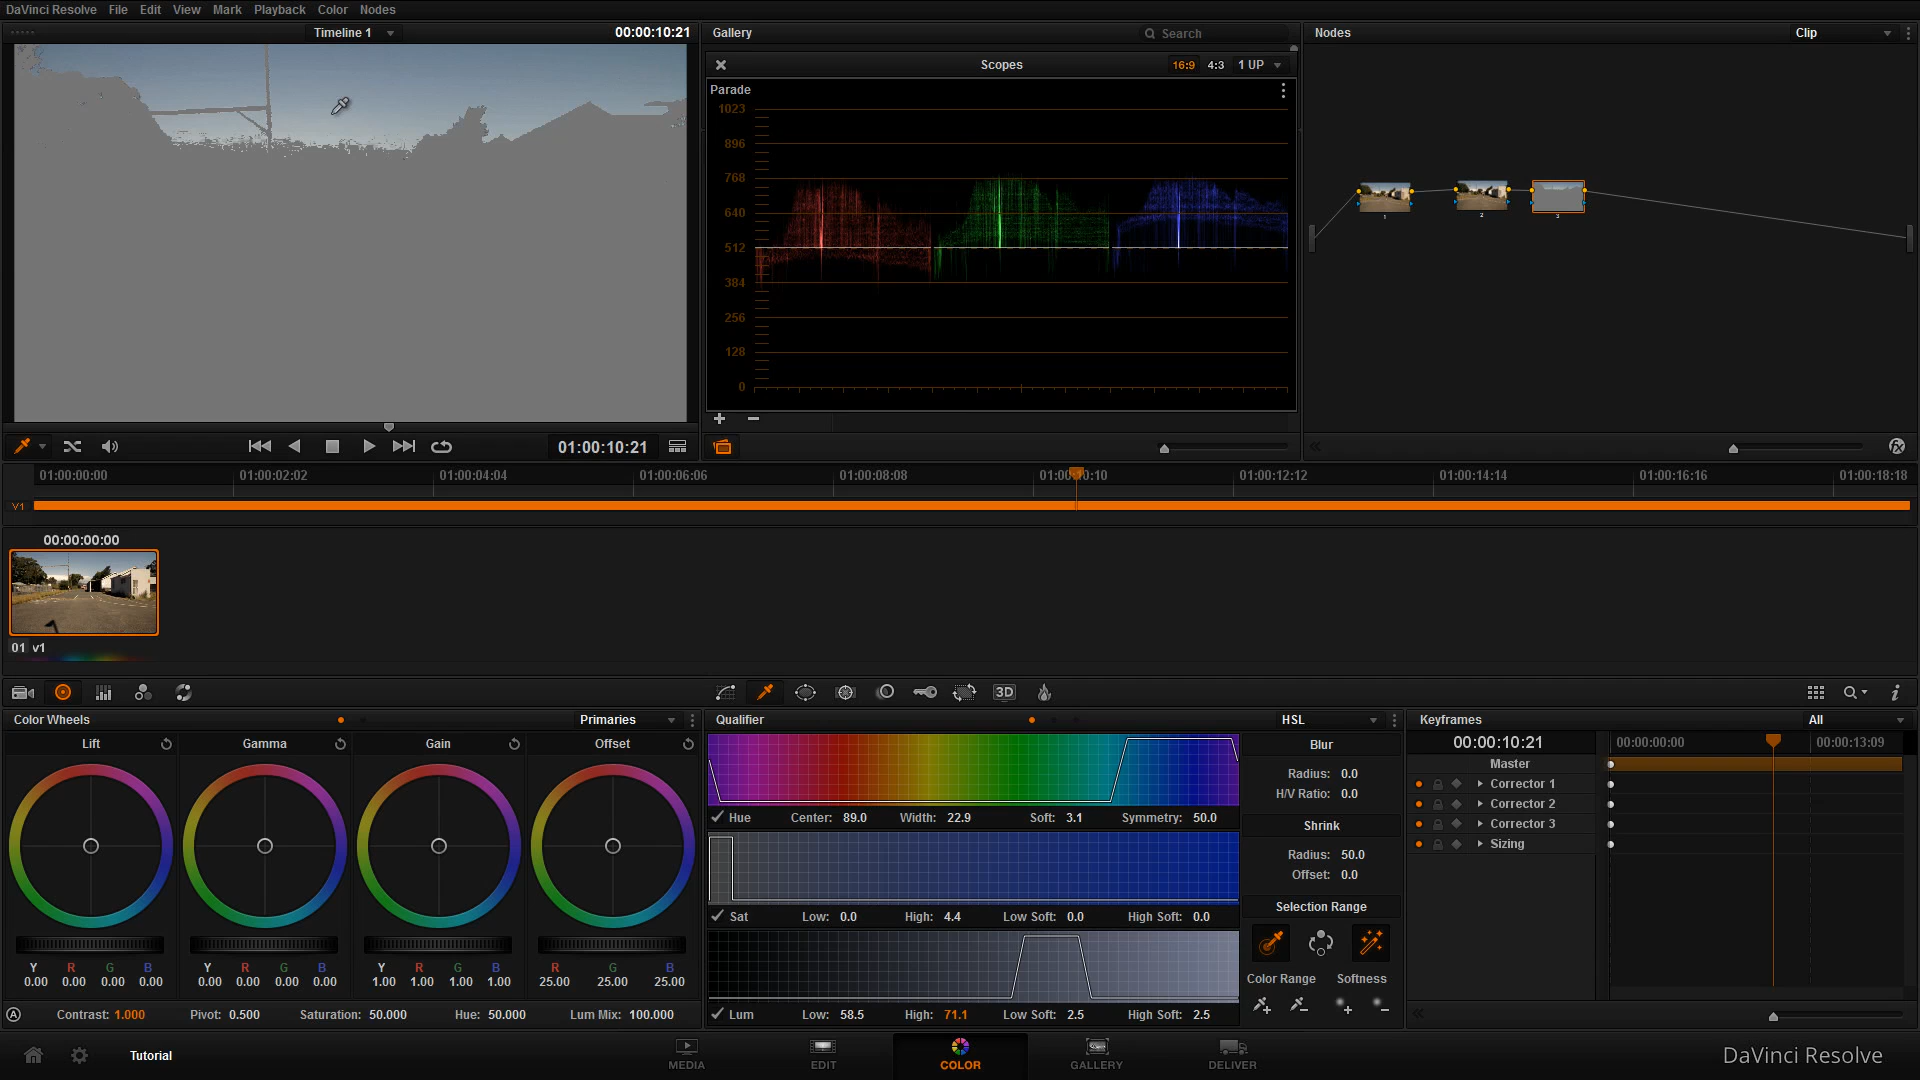 DaVinci Resolve File Edit View Mark Playback Color Nodes
Timeline 1 00:00:10:21 Gallery Search Nodes Clip
Scopes 16:9 4:3 1 UP
Parade
1023
896
768
640
512
384
256
128
0
1 2 3
01:00:10:21
01:00:00:00 01:00:02:02 01:00:04:04 01:00:06:06 01:00:08:08 01:00:10:10 01:00:12:12 01:00:14:14 01:00:16:16 01:00:18:18
V1
00:00:00:00
01 V1
3D
Color Wheels Primaries Qualifier HSL Keyframes All
Lift Gamma Gain Offset
Y R G B Y R G B Y R G B R G B
0.00 0.00 0.00 0.00 0.00 0.00 0.00 0.00 1.00 1.00 1.00 1.00 25.00 25.00 25.00
A Contrast: 1.000 Pivot: 0.500 Saturation: 50.000 Hue: 50.000 Lum Mix: 100.000
Hue Center: 89.0 Width: 22.9 Soft: 3.1 Symmetry: 50.0
Sat Low: 0.0 High: 4.4 Low Soft: 0.0 High Soft: 0.0
Lum Low: 58.5 High: 71.1 Low Soft: 2.5 High Soft: 2.5
Blur
Radius: 0.0
H/V Ratio: 0.0
Shrink
Radius: 50.0
Offset: 0.0
Selection Range
Color Range Softness
00:00:10:21 00:00:00:00 00:00:13:09
Master
Corrector 1
Corrector 2
Corrector 3
Sizing
Tutorial MEDIA EDIT COLOR GALLERY DELIVER DaVinci Resolve